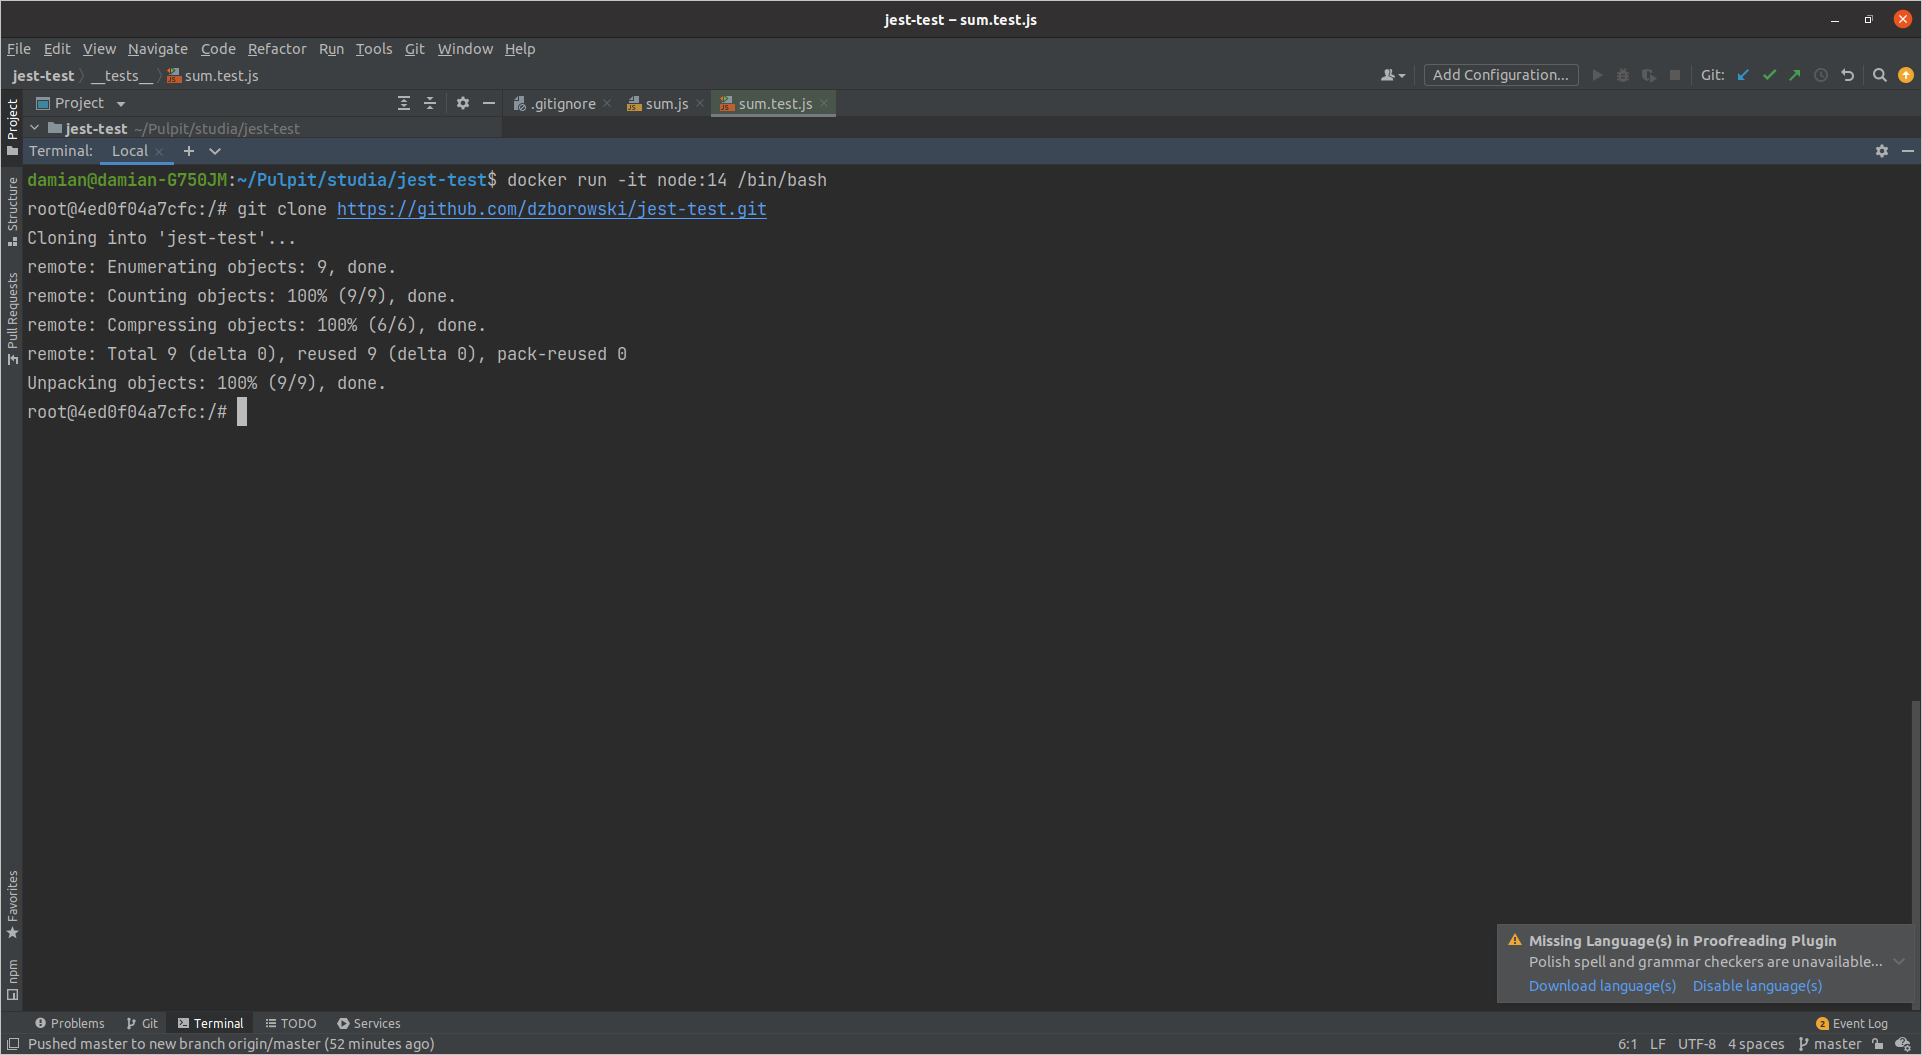 jest-test – sum.test.js
File Edit View Navigate Code Refactor Run Tools Git Window Help
jest-test __tests__ sum.test.js Add Configuration... Git:
Project .gitignore sum.js sum.test.js
Project
jest-test ~/Pulpit/studia/jest-test
Terminal: Local
damian@damian-G750JM:~/Pulpit/studia/jest-test$ docker run -it node:14 /bin/bash
root@4ed0f04a7cfc:/# git clone https://github.com/dzborowski/jest-test.git
Cloning into 'jest-test'...
remote: Enumerating objects: 9, done.
remote: Counting objects: 100% (9/9), done.
remote: Compressing objects: 100% (6/6), done.
remote: Total 9 (delta 0), reused 9 (delta 0), pack-reused 0
Unpacking objects: 100% (9/9), done.
root@4ed0f04a7cfc:/#
Structure
Pull Requests
Favorites
npm
Missing Language(s) in Proofreading Plugin
Polish spell and grammar checkers are unavailable...
Download language(s) Disable language(s)
Problems Git Terminal TODO Services 2 Event Log
Pushed master to new branch origin/master (52 minutes ago) 6:1 LF UTF-8 4 spaces master